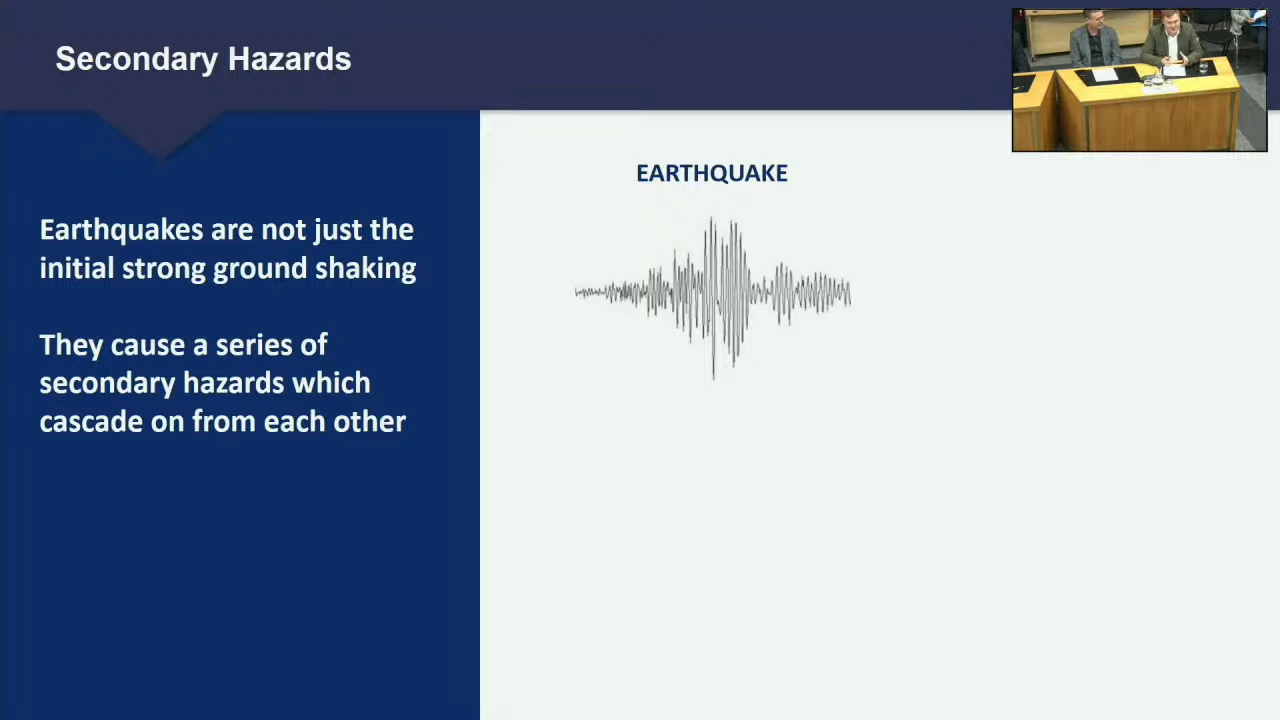 Secondary Hazards
Earthquakes are not just the
initial strong ground shaking
They cause a series of
secondary hazards which
cascade on from each other
EARTHQUAKE